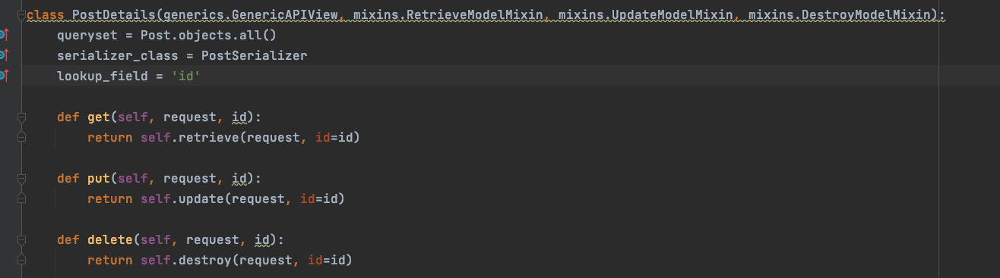 class PostDetails(generics.GenericAPIView, mixins.RetrieveModelMixin, mixins.UpdateModelMixin, mixins.DestroyModelMixin):
    queryset = Post.objects.all()
    serializer_class = PostSerializer
    lookup_field = 'id'
    def get(self, request, id):
        return self.retrieve(request, id=id)
    def put(self, request, id):
        return self.update(request, id=id)
    def delete(self, request, id):
        return self.destroy(request, id=id)